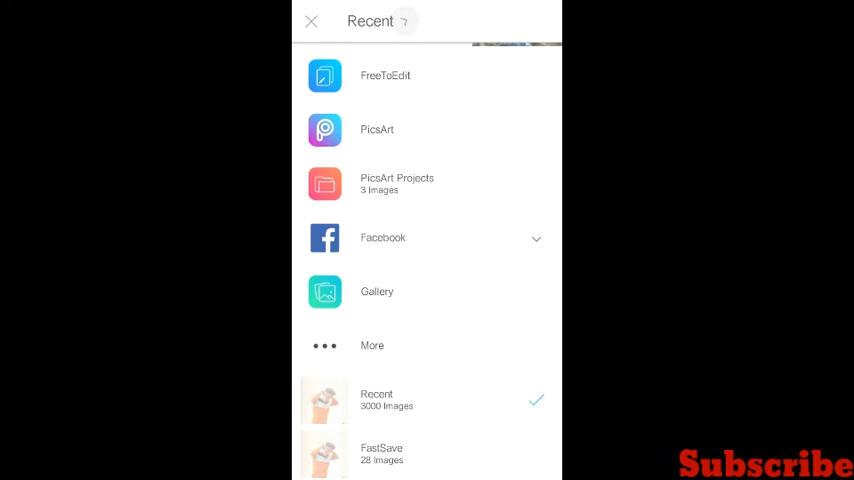 Recent
FreeToEdit
PicsArt
PicsArt Projects
3 Images
Facebook
Gallery
More
Recent
3000 Images
FastSave
28 Images
Subscribe